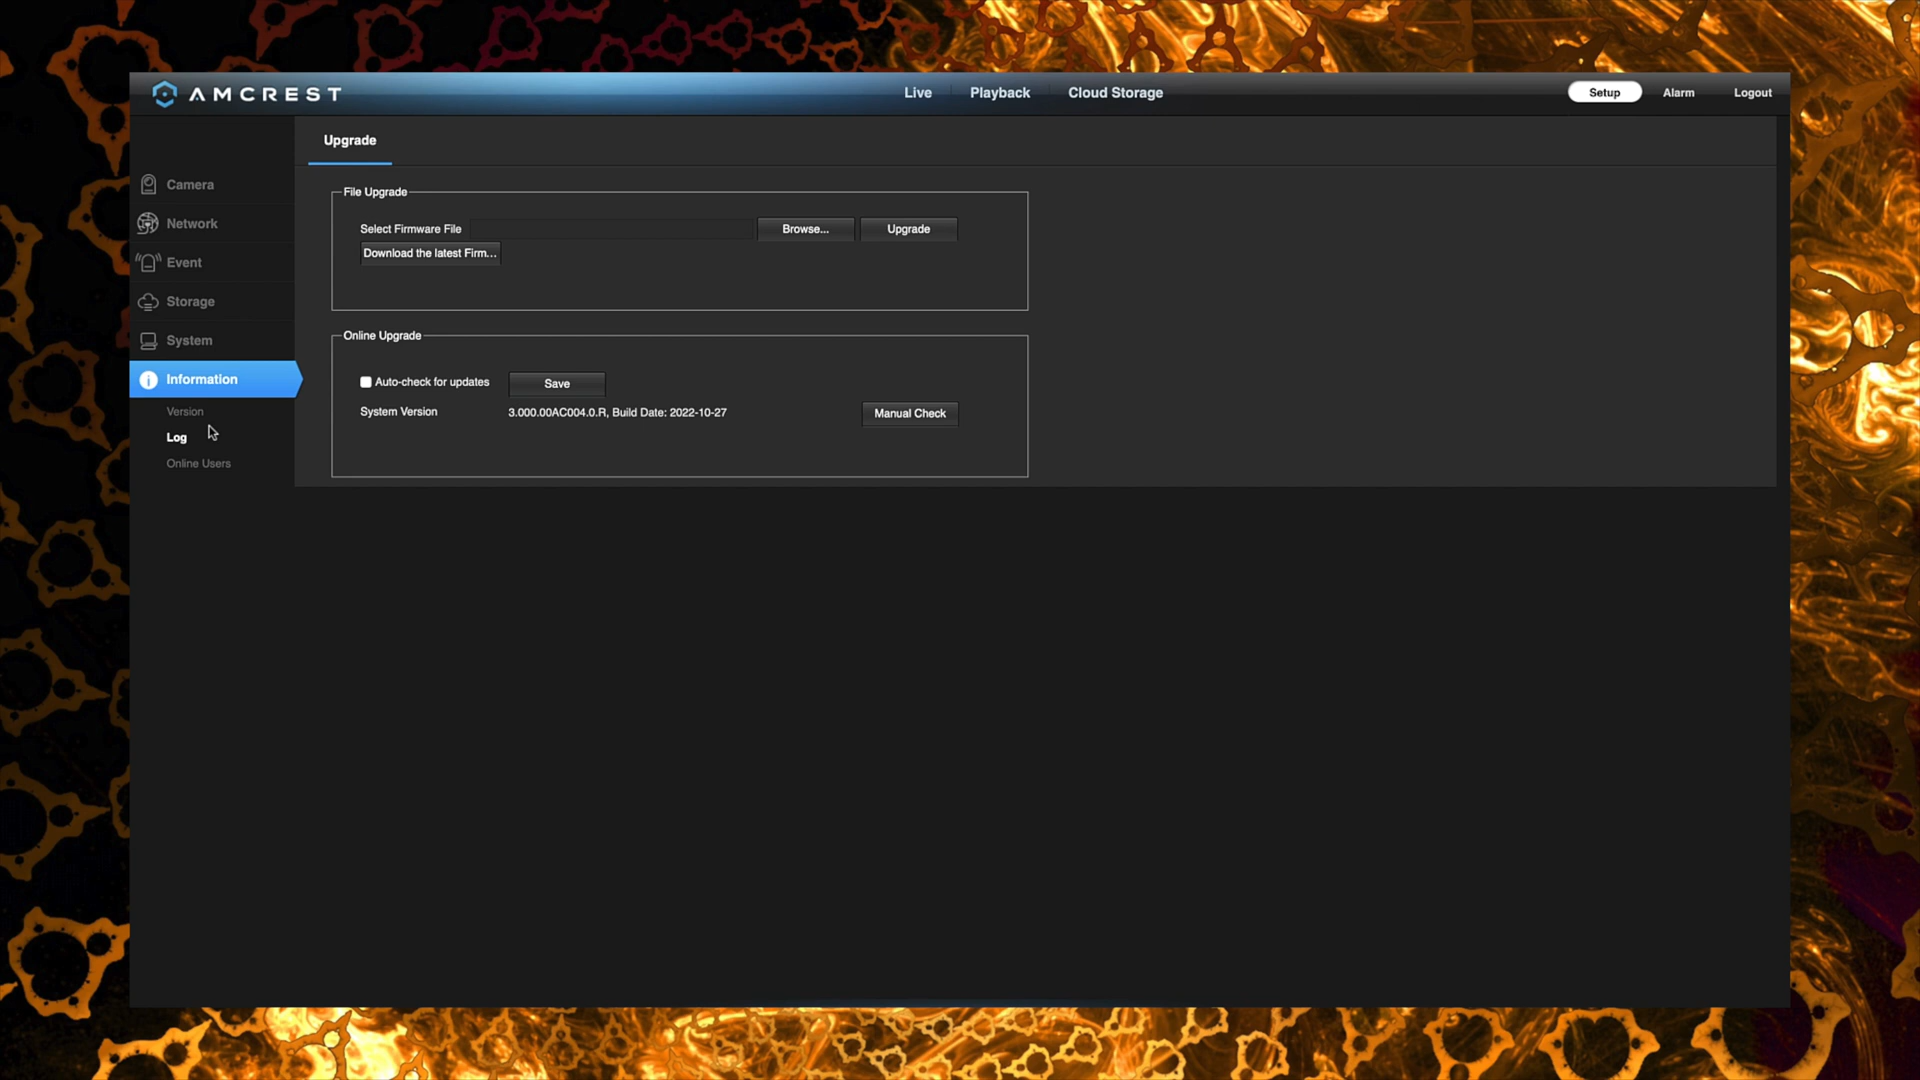 AMCREST
Live
Playback
Cloud Storage
Setup
Alarm
Logout
Upgrade
Camera
Network
Event
Storage
System
Information
Version
Log
Online Users
File Upgrade
Select Firmware File
Browse...
Upgrade
Download the latest Firm...
Online Upgrade
Auto-check for updates
Save
System Version
3.000.00AC004.0.R, Build Date: 2022-10-27
Manual Check